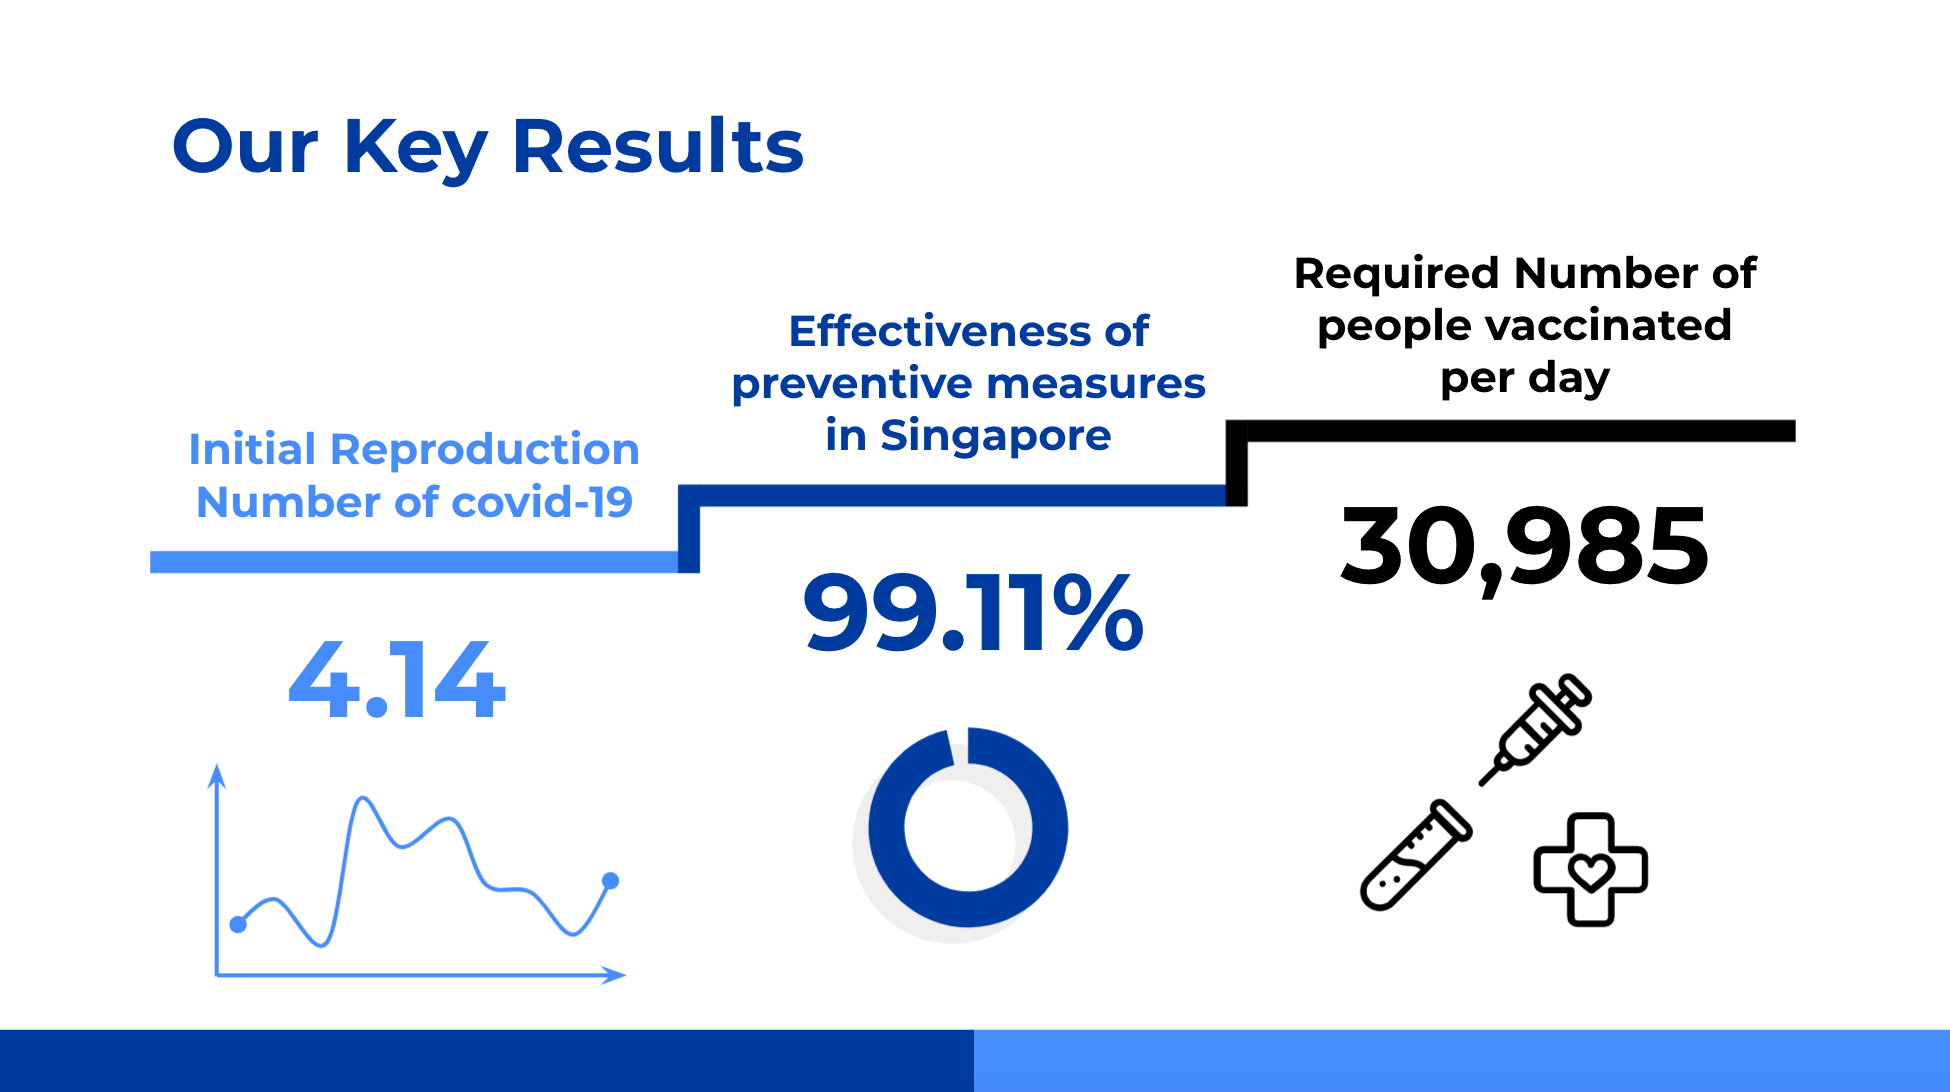 Our Key Results
Initial Reproduction
Number of covid-19
4.14
Effectiveness of
preventive measures
in Singapore
99.11%
Required Number of
people vaccinated
per day
30,985